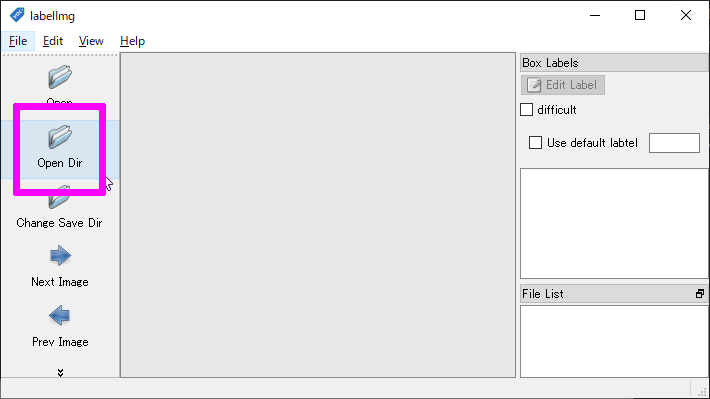 labelImg
File Edit View Help
Open
Open Dir
Change Save Dir
Next Image
Prev Image
Box Labels
Edit Label
difficult
Use default labtel
File List